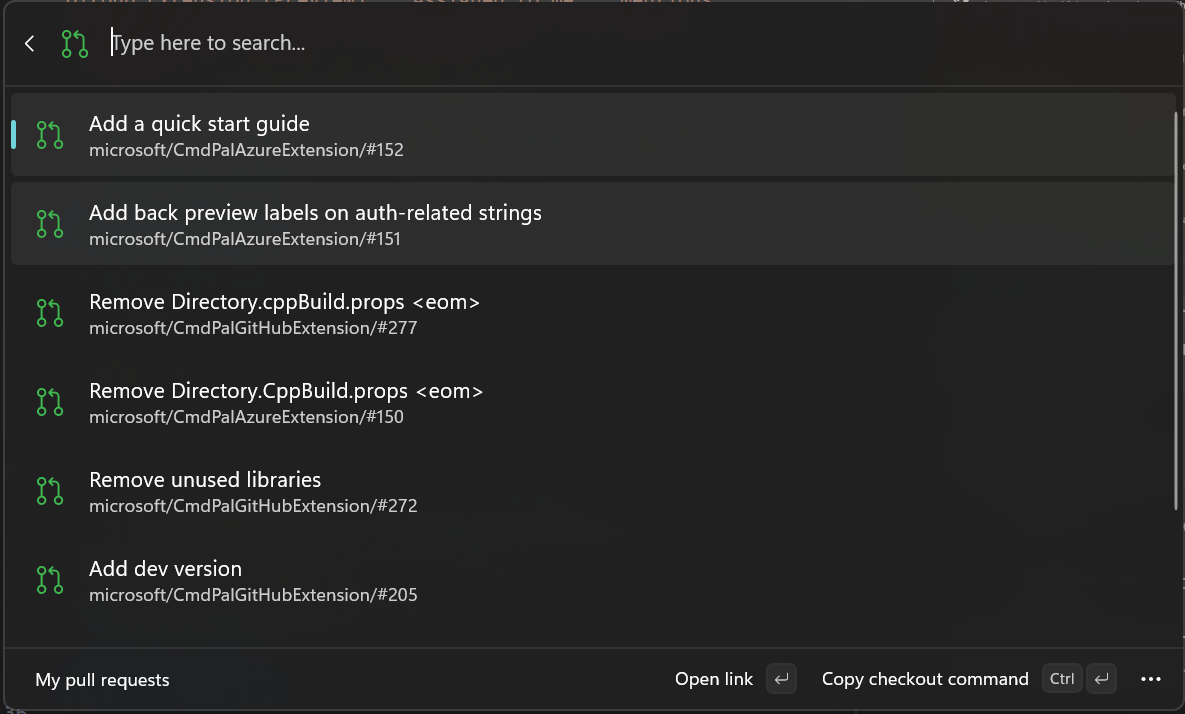 Type here to search...
Add a quick start guide
microsoft/CmdPalAzureExtension/#152
Add back preview labels on auth-related strings
microsoft/CmdPalAzureExtension/#151
Remove Directory.cppBuild.props <eom>
microsoft/CmdPalGitHubExtension/#277
Remove Directory.CppBuild.props <eom>
microsoft/CmdPalAzureExtension/#150
Remove unused libraries
microsoft/CmdPalGitHubExtension/#272
Add dev version
microsoft/CmdPalGitHubExtension/#205
My pull requests Open link Copy checkout command Ctrl